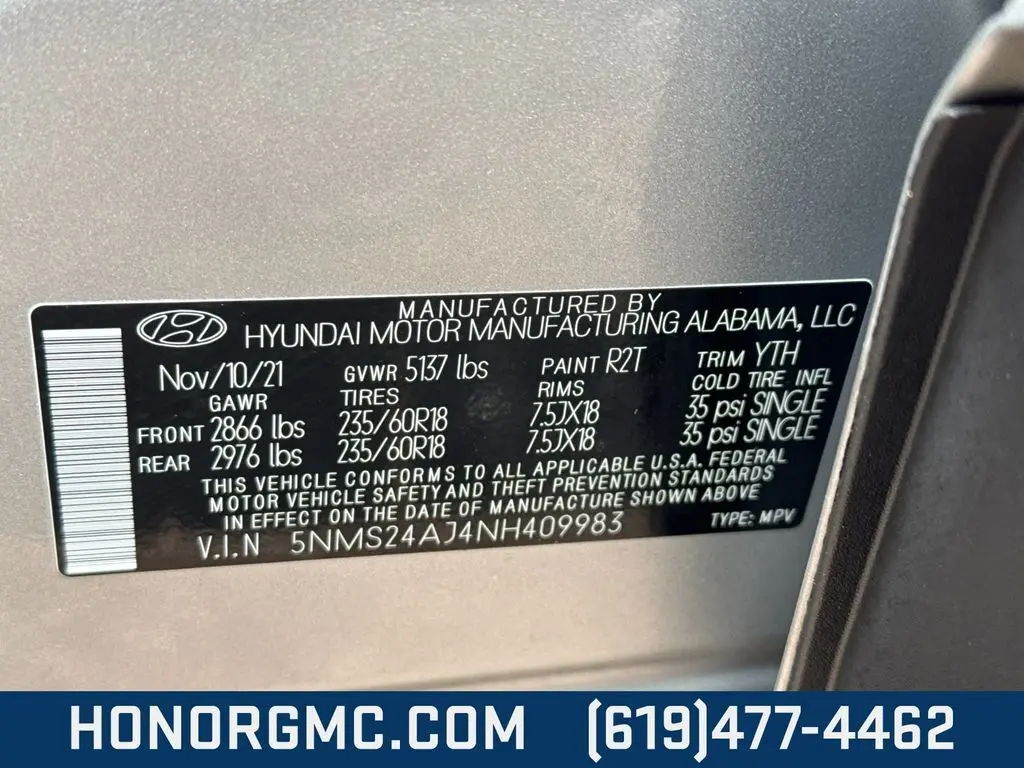 MANUFACTURED BY
HYUNDAI MOTOR MANUFACTURING ALABAMA, LLC
Nov/10/21 GVWR 5137 lbs PAINT R2T TRIM YTH
GAWR TIRES RIMS COLD TIRE INFL
FRONT 2866 lbs 235/60R18 7.5JX18 35 psi SINGLE
REAR 2976 lbs 235/60R18 7.5JX18 35 psi SINGLE
THIS VEHICLE CONFORMS TO ALL APPLICABLE U.S.A. FEDERAL
MOTOR VEHICLE SAFETY AND THEFT PREVENTION STANDARDS
IN EFFECT ON THE DATE OF MANUFACTURE SHOWN ABOVE
V.I.N 5NMS24AJ4NH409983 TYPE: MPV
HONORGMC.COM (619)477-4462